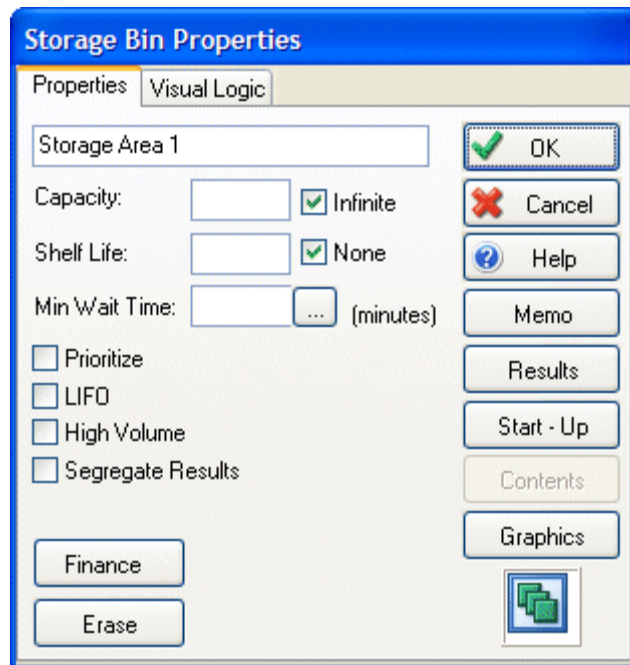 Storage Bin Properties
Properties
Visual Logic
Storage Area 1
OK
Capacity:
Infinite
Cancel
Shelf Life:
None
Help
Min Wait Time:
...
(minutes)
Memo
Prioritize
LIFO
High Volume
Segregate Results
Results
Start - Up
Contents
Graphics
Finance
Erase